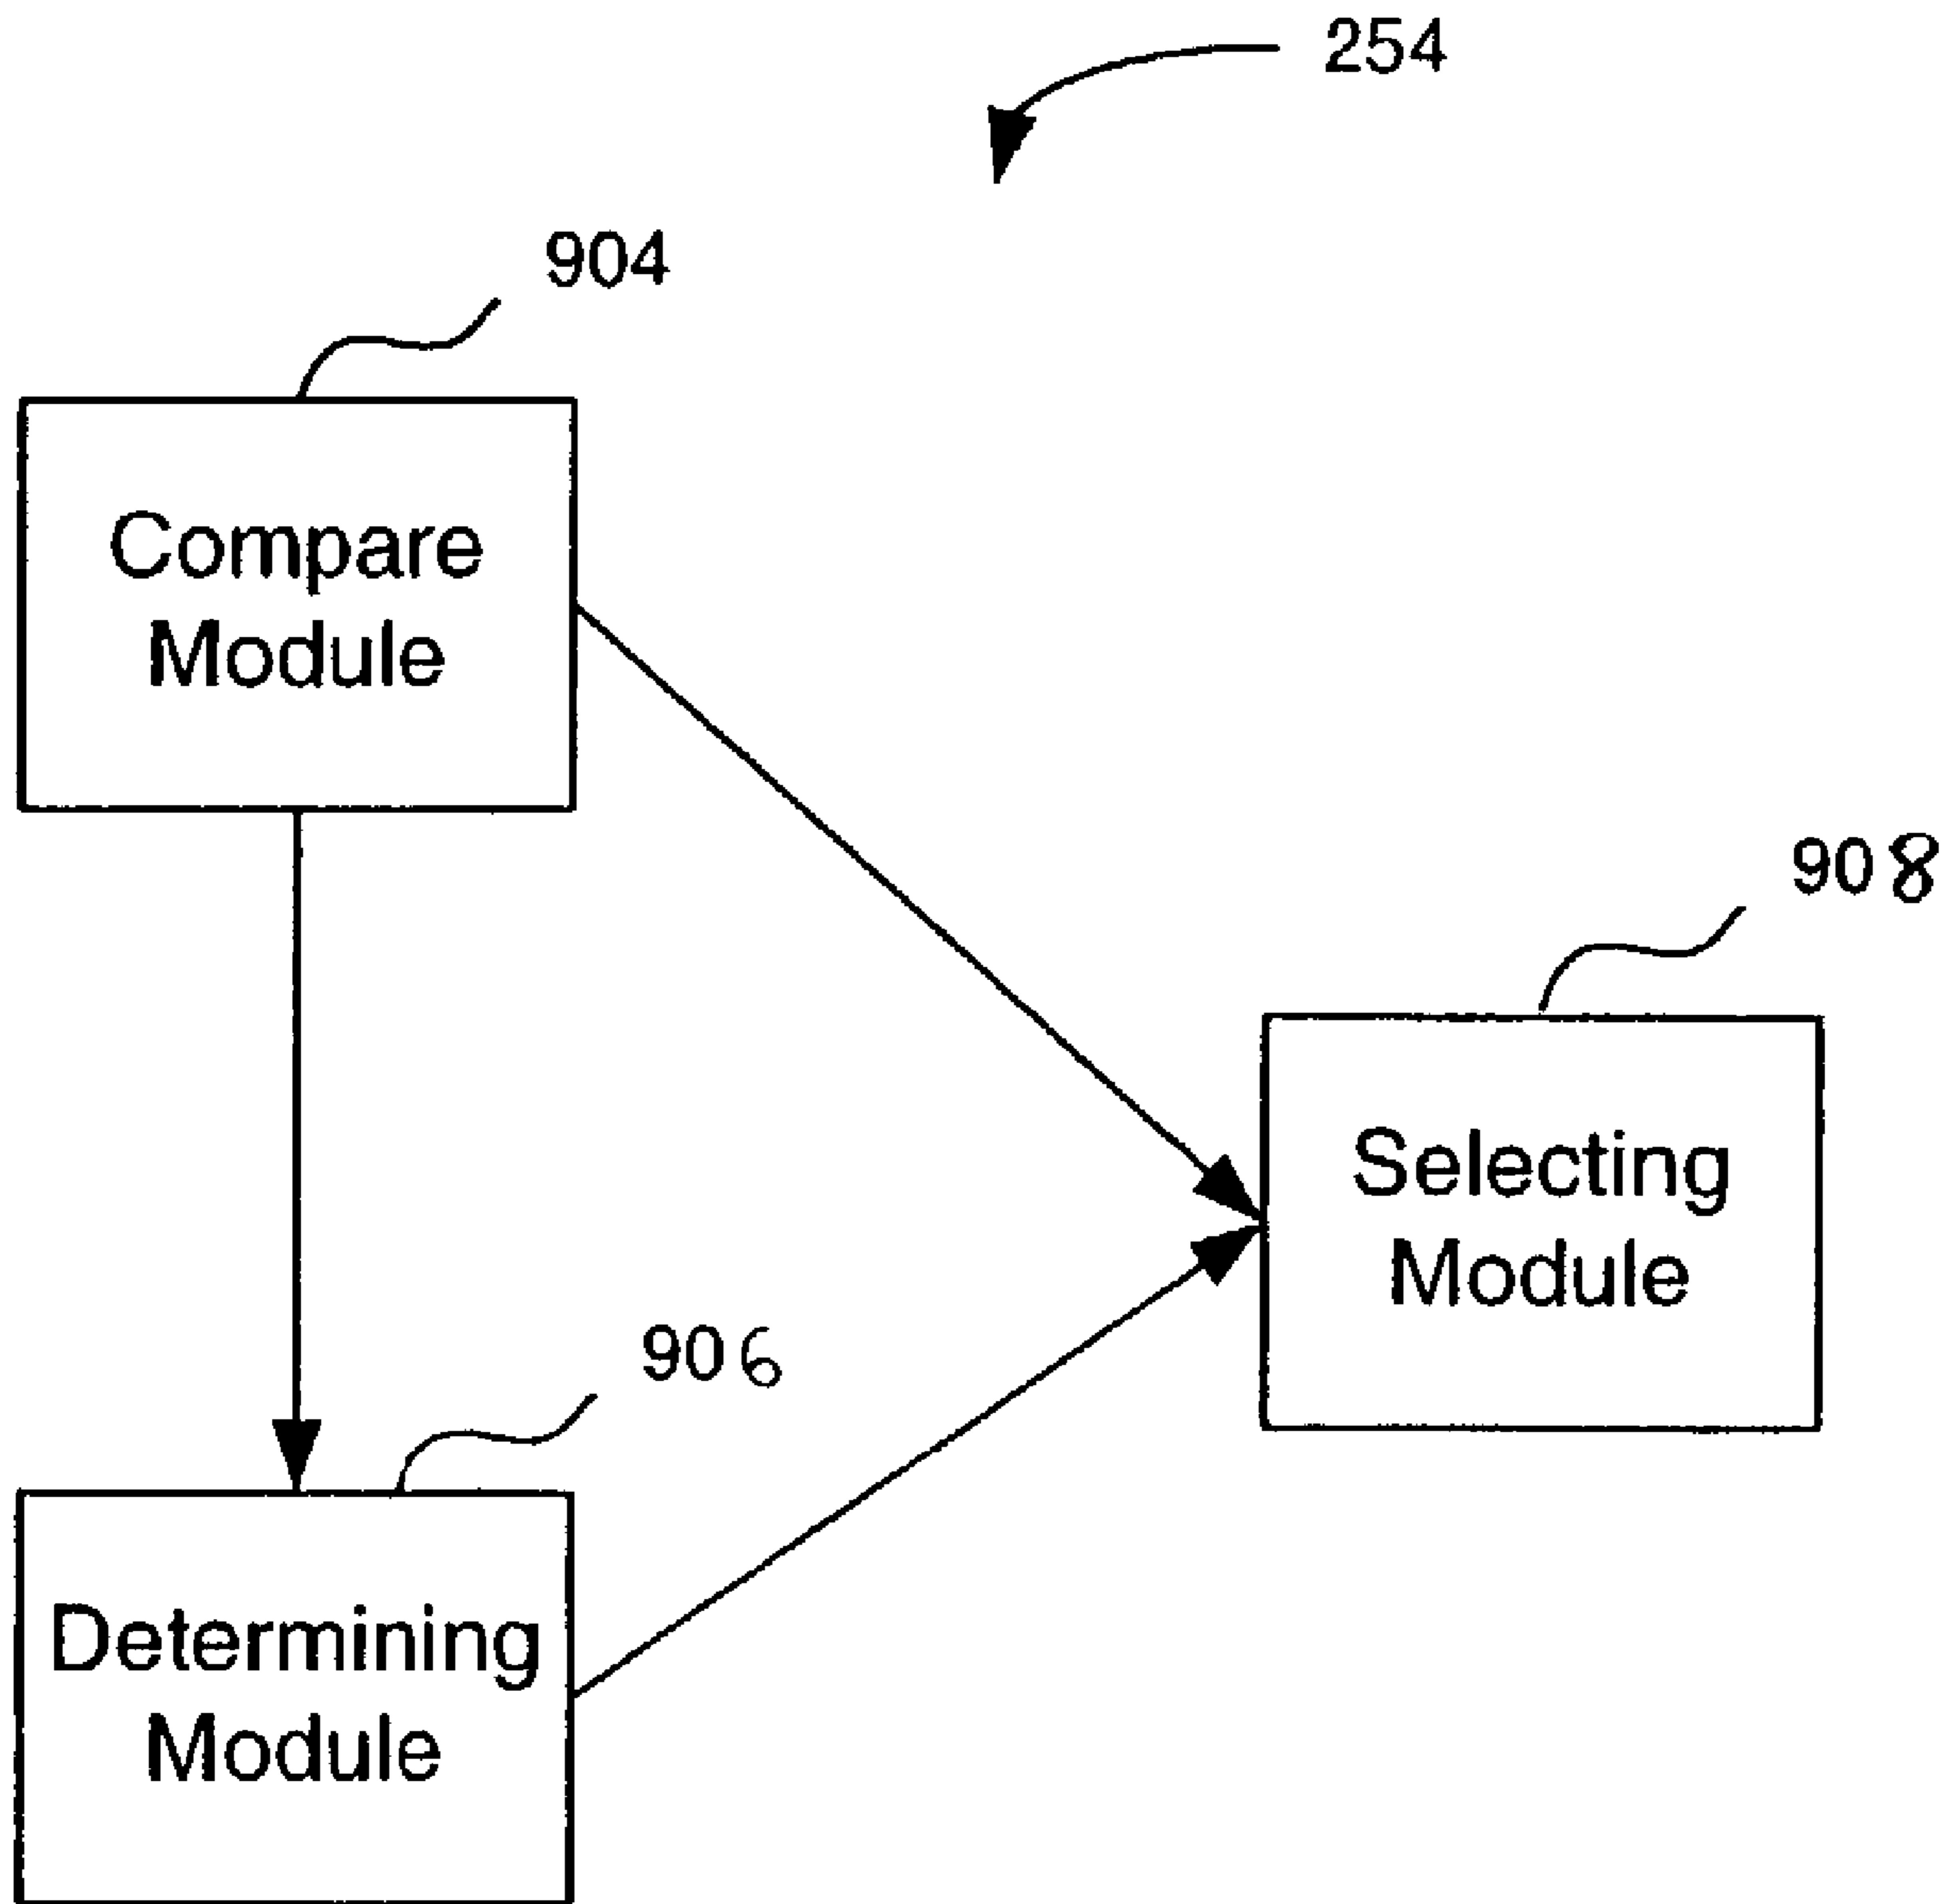 254
904
Compare
Module
908
Selecting
Module
906
Determining
Module